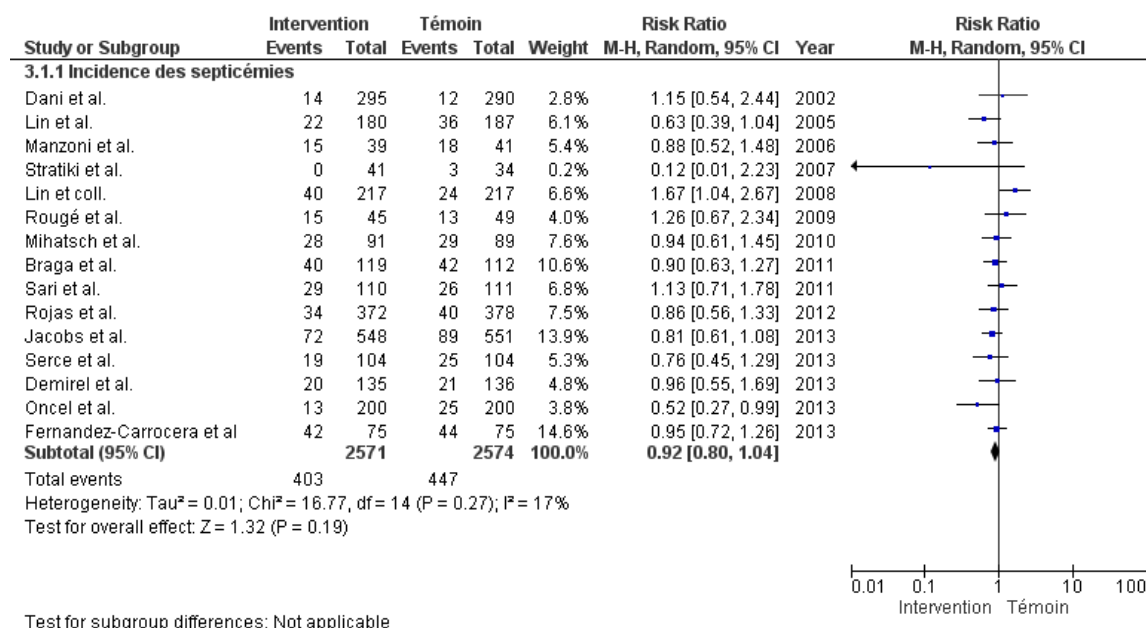 Intervention Témoin Risk Ratio Risk Ratio
Study or Subgroup Events Total Events Total Weight M-H, Random, 95% CI Year M-H, Random, 95% CI
3.1.1 Incidence des septicémies
Dani et al. 14 295 12 290 2.8% 1.15 [0.54, 2.44] 2002
Lin et al. 22 180 36 187 6.1% 0.63 [0.39, 1.04] 2005
Manzoni et al. 15 39 18 41 5.4% 0.88 [0.52, 1.48] 2006
Stratiki et al. 0 41 3 34 0.2% 0.12 [0.01, 2.23] 2007
Lin et coll. 40 217 24 217 6.6% 1.67 [1.04, 2.67] 2008
Rougé et al. 15 45 13 49 4.0% 1.26 [0.67, 2.34] 2009
Mihatsch et al. 28 91 29 89 7.6% 0.94 [0.61, 1.45] 2010
Braga et al. 40 119 42 112 10.6% 0.90 [0.63, 1.27] 2011
Sari et al. 29 110 26 111 6.8% 1.13 [0.71, 1.78] 2011
Rojas et al. 34 372 40 378 7.5% 0.86 [0.56, 1.33] 2012
Jacobs et al. 72 548 89 551 13.9% 0.81 [0.61, 1.08] 2013
Serce et al. 19 104 25 104 5.3% 0.76 [0.45, 1.29] 2013
Demirel et al. 20 135 21 136 4.8% 0.96 [0.55, 1.69] 2013
Oncel et al. 13 200 25 200 3.8% 0.52 [0.27, 0.99] 2013
Fernandez-Carrocera et al 42 75 44 75 14.6% 0.95 [0.72, 1.26] 2013
Subtotal (95% CI) 2571 2574 100.0% 0.92 [0.80, 1.04]
Total events 403 447
Heterogeneity: Tau² = 0.01; Chi² = 16.77, df = 14 (P = 0.27); I² = 17%
Test for overall effect: Z = 1.32 (P = 0.19)
0.01 0.1 1 10 100
Intervention Témoin
Test for subgroup differences: Not applicable